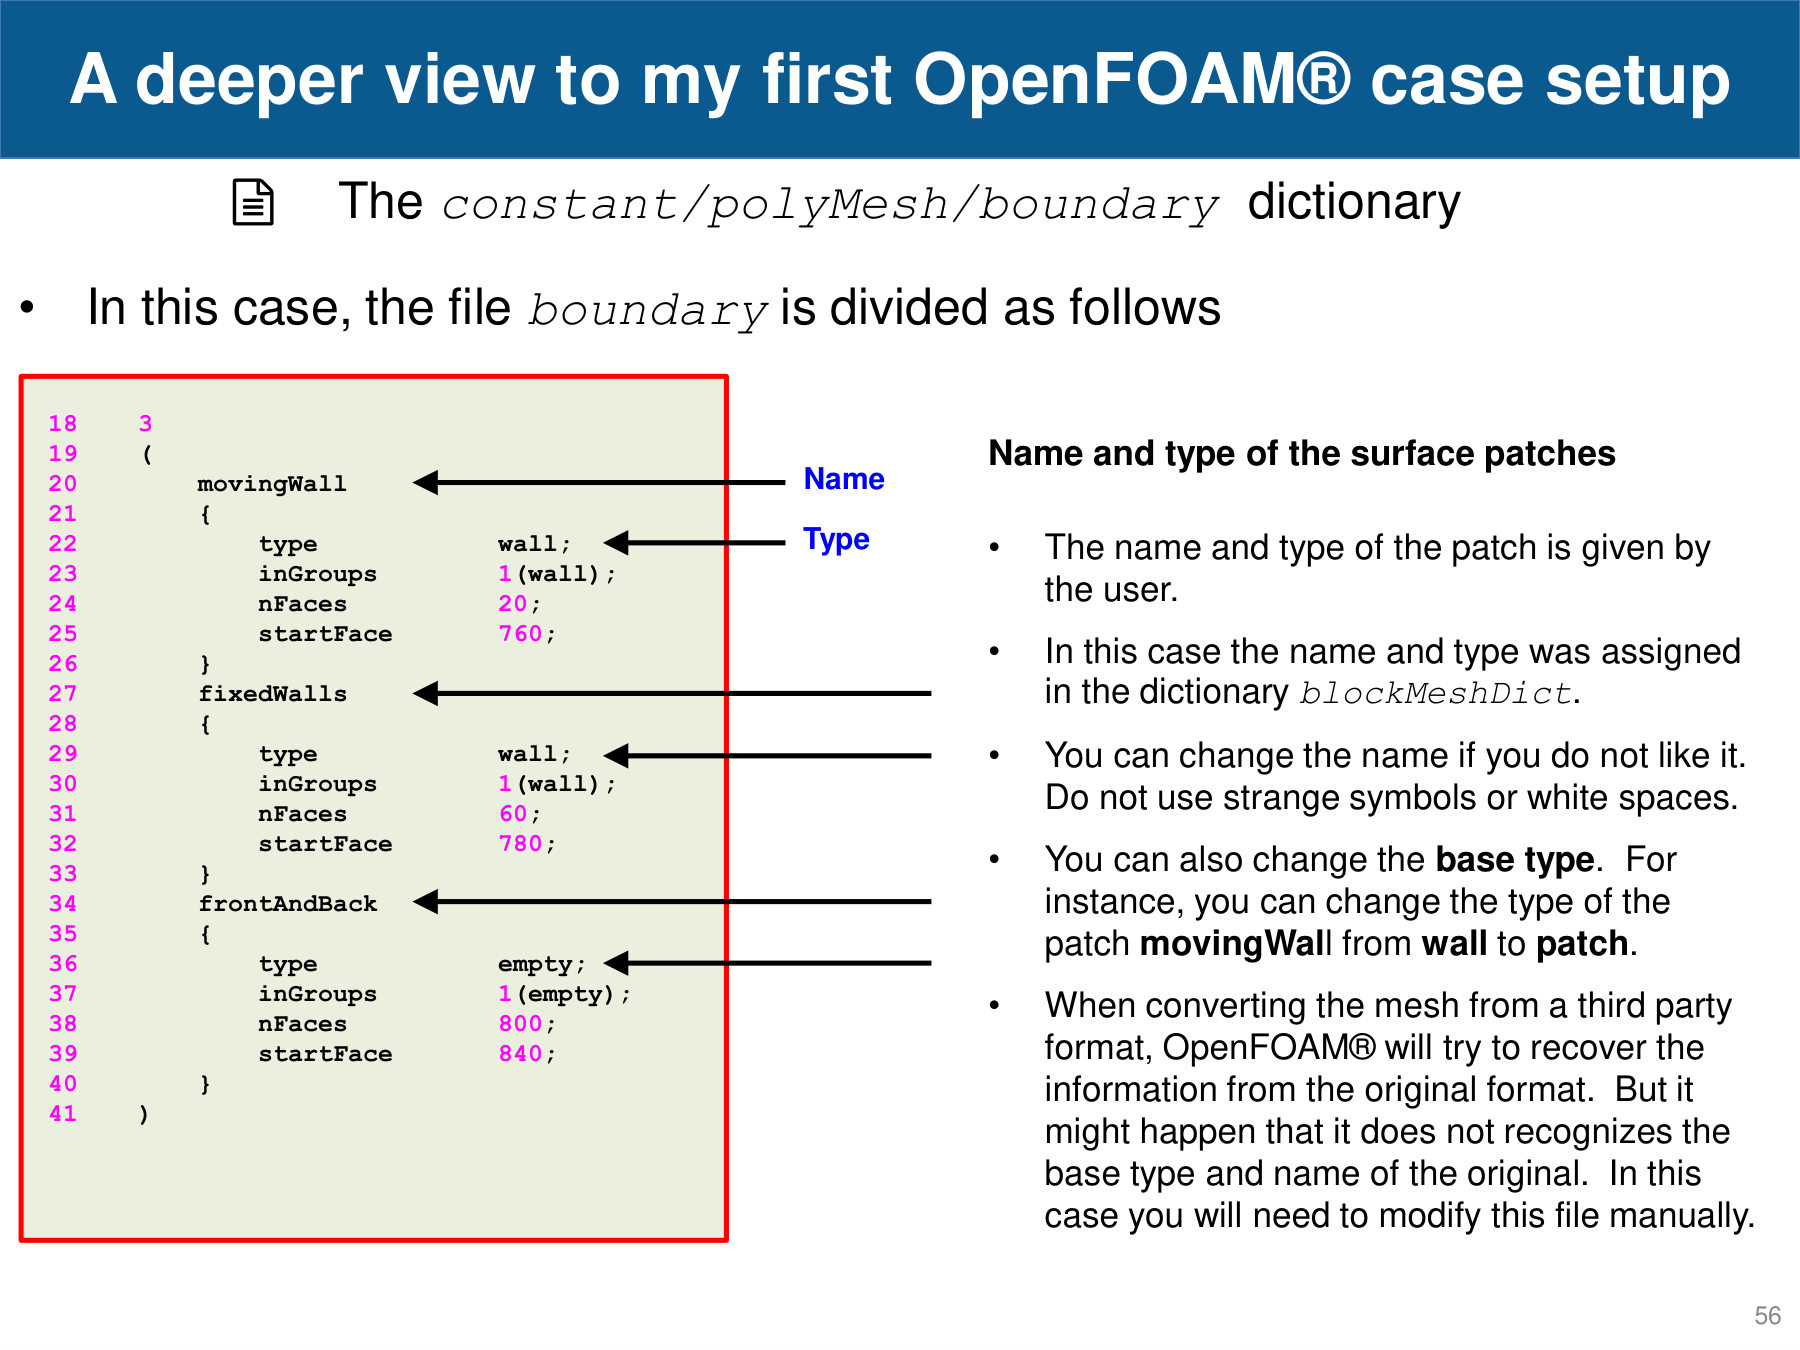 A deeper view to my first OpenFOAM® case setup
The constant/polyMesh/boundary dictionary
• In this case, the file boundary is divided as follows
18 3
19 (
20 movingWall
21 {
22 type wall;
23 inGroups 1(wall);
24 nFaces 20;
25 startFace 760;
26 }
27 fixedWalls
28 {
29 type wall;
30 inGroups 1(wall);
31 nFaces 60;
32 startFace 780;
33 }
34 frontAndBack
35 {
36 type empty;
37 inGroups 1(empty);
38 nFaces 800;
39 startFace 840;
40 }
41 )
Name
Type
Name and type of the surface patches
• The name and type of the patch is given by
the user.
• In this case the name and type was assigned
in the dictionary blockMeshDict.
• You can change the name if you do not like it.
Do not use strange symbols or white spaces.
• You can also change the base type. For
instance, you can change the type of the
patch movingWall from wall to patch.
• When converting the mesh from a third party
format, OpenFOAM® will try to recover the
information from the original format. But it
might happen that it does not recognizes the
base type and name of the original. In this
case you will need to modify this file manually.
56